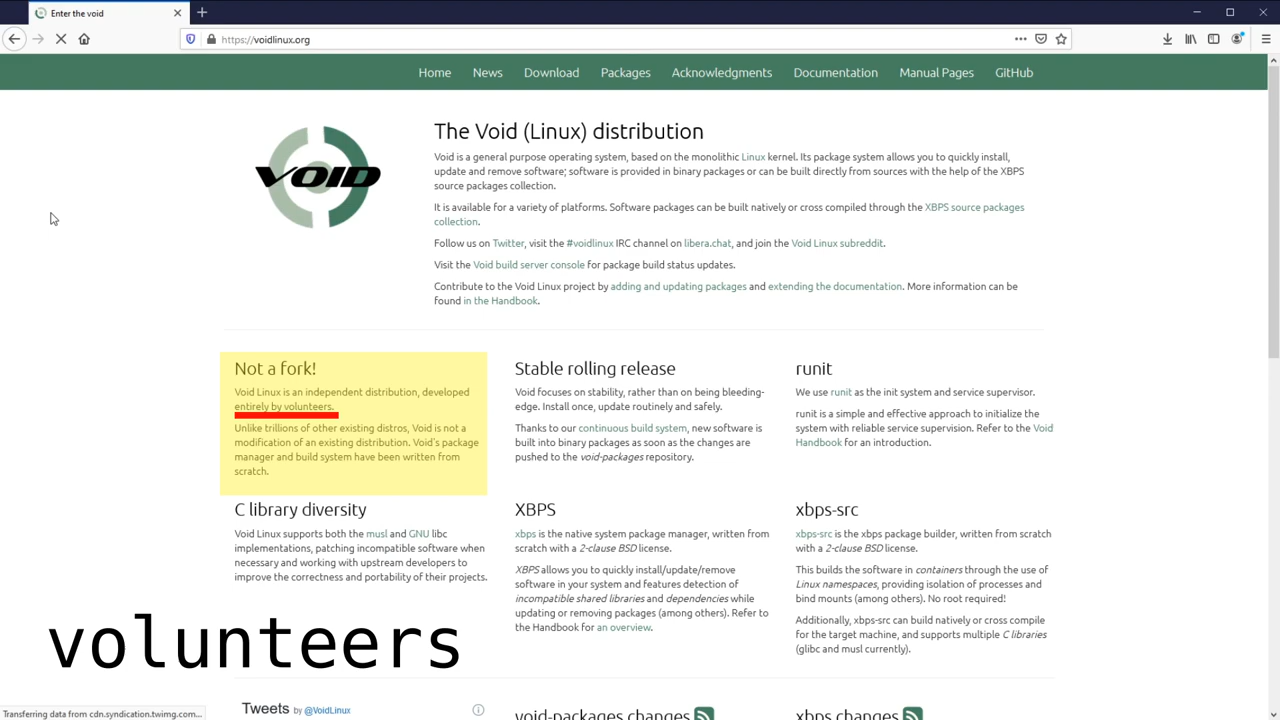 Enter the void
https://voidlinux.org
Home News Download Packages Acknowledgments Documentation Manual Pages GitHub
VOID
The Void (Linux) distribution
Void is a general purpose operating system, based on the monolithic Linux kernel. Its package system allows you to quickly install,
update and remove software; software is provided in binary packages or can be built directly from sources with the help of the XBPS
source packages collection.
It is available for a variety of platforms. Software packages can be built natively or cross compiled through the XBPS source packages
collection.
Follow us on Twitter, visit the #voidlinux IRC channel on libera.chat, and join the Void Linux subreddit.
Visit the Void build server console for package build status updates.
Contribute to the Void Linux project by adding and updating packages and extending the documentation. More information can be
found in the Handbook.
Not a fork!
Void Linux is an independent distribution, developed
entirely by volunteers.
Unlike trillions of other existing distros, Void is not a
modification of an existing distribution. Void's package
manager and build system have been written from
scratch.
Stable rolling release
Void focuses on stability, rather than on being bleeding-
edge. Install once, update routinely and safely.
Thanks to our continuous build system, new software is
built into binary packages as soon as the changes are
pushed to the void-packages repository.
runit
We use runit as the init system and service supervisor.
runit is a simple and effective approach to initialize the
system with reliable service supervision. Refer to the Void
Handbook for an introduction.
C library diversity
Void Linux supports both the musl and GNU libc
implementations, patching incompatible software when
necessary and working with upstream developers to
improve the correctness and portability of their projects.
XBPS
xbps is the native system package manager, written from
scratch with a 2-clause BSD license.
XBPS allows you to quickly install/update/remove
software in your system and features detection of
incompatible shared libraries and dependencies while
updating or removing packages (among others). Refer to
the Handbook for an overview.
xbps-src
xbps-src is the xbps package builder, written from scratch
with a 2-clause BSD license.
This builds the software in containers through the use of
Linux namespaces, providing isolation of processes and
bind mounts (among others). No root required!
Additionally, xbps-src can build natively or cross compile
for the target machine, and supports multiple C libraries
(glibc and musl currently).
volunteers
Tweets by @VoidLinux
void-packages changes
xbps changes
Transferring data from cdn.syndication.twimg.com...